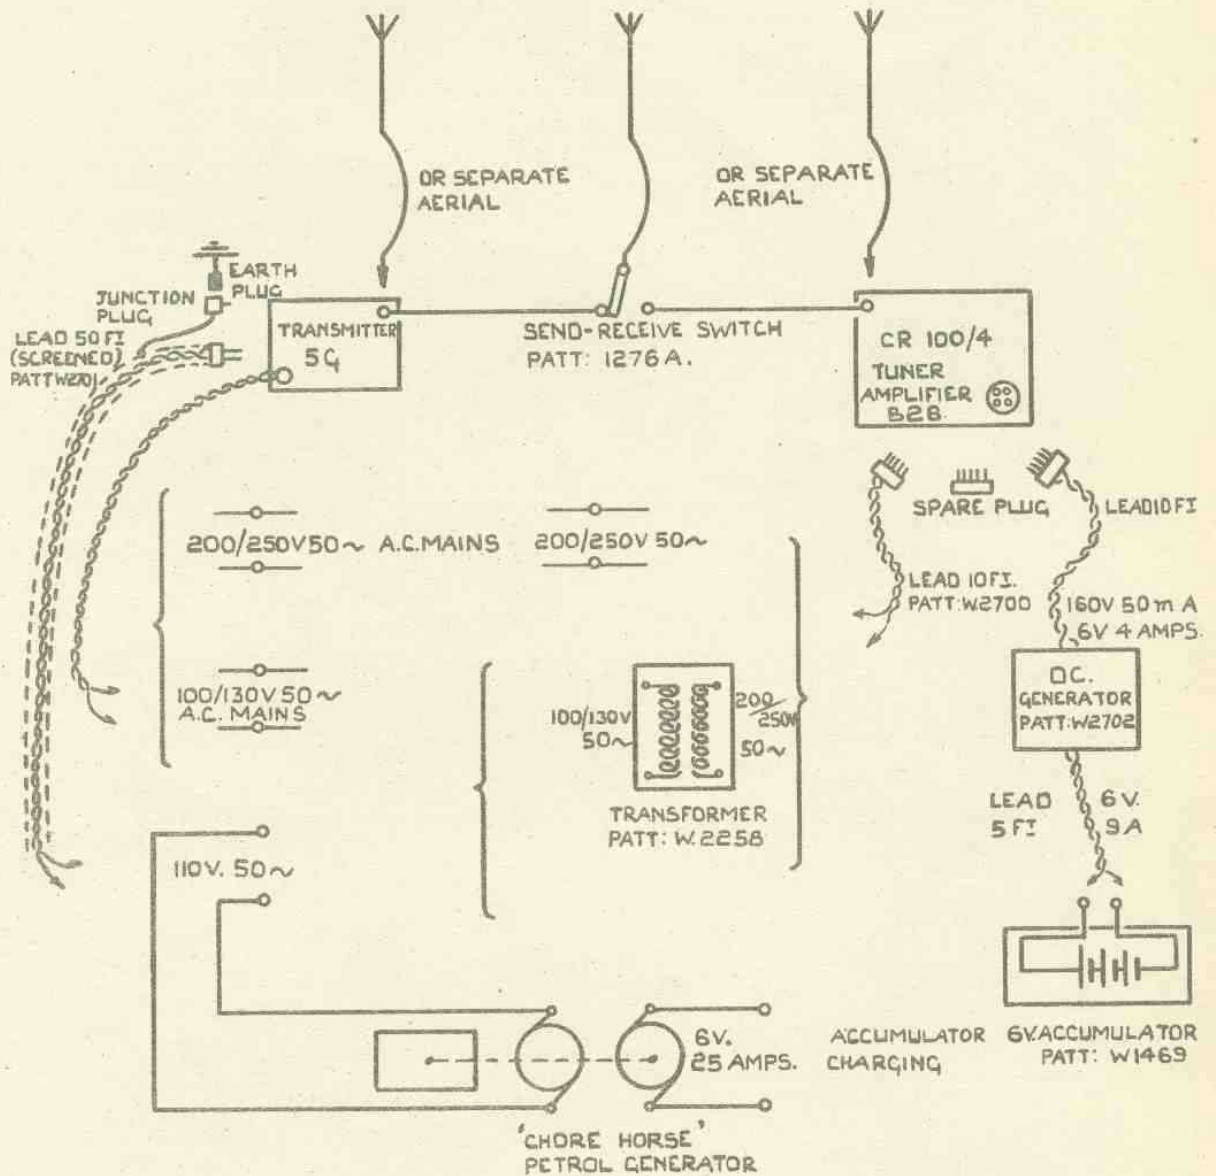 OR SEPARATE
AERIAL
OR SEPARATE
AERIAL
EARTH
PLUG
JUNCTION
PLUG
LEAD 50 FT
(SCREENED)
PATT W2701
TRANSMITTER
5G
SEND-RECEIVE SWITCH
PATT: 1276A.
CR 100/4
TUNER
AMPLIFIER
B28.
SPARE PLUG
LEAD 10 FT
200/250V 50~ A.C. MAINS
200/250V 50~
LEAD 10 FT.
PATT: W2700
160V 50mA
6V 4 AMPS.
100/130V 50~
A.C. MAINS
100/130V
50~
200/250V
50~
TRANSFORMER
PATT: W.2258
D.C.
GENERATOR
PATT: W2702
LEAD
5 FT
6V.
9A
110V. 50~
6V.
25 AMPS.
ACCUMULATOR
CHARGING
6V. ACCUMULATOR
PATT: W1469
'CHORE HORSE'
PETROL GENERATOR